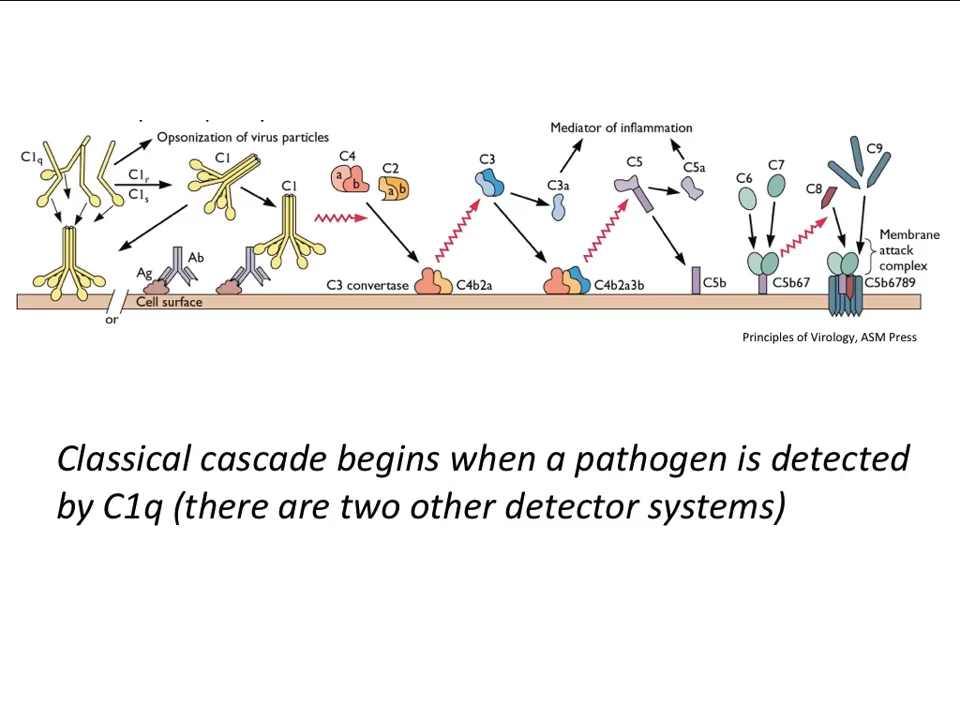 Opsonization of virus particles
C1q
C1r
C1s
C1
C1
Ag
Ab
Cell surface
or
C4
a
b
C2
a
b
C3 convertase
C4b2a
C3
C3a
Mediator of inflammation
C4b2a3b
C5
C5a
C5b
C6
C7
C5b67
C8
C9
Membrane
attack
complex
C5b6789
Principles of Virology, ASM Press
Classical cascade begins when a pathogen is detected
by C1q (there are two other detector systems)